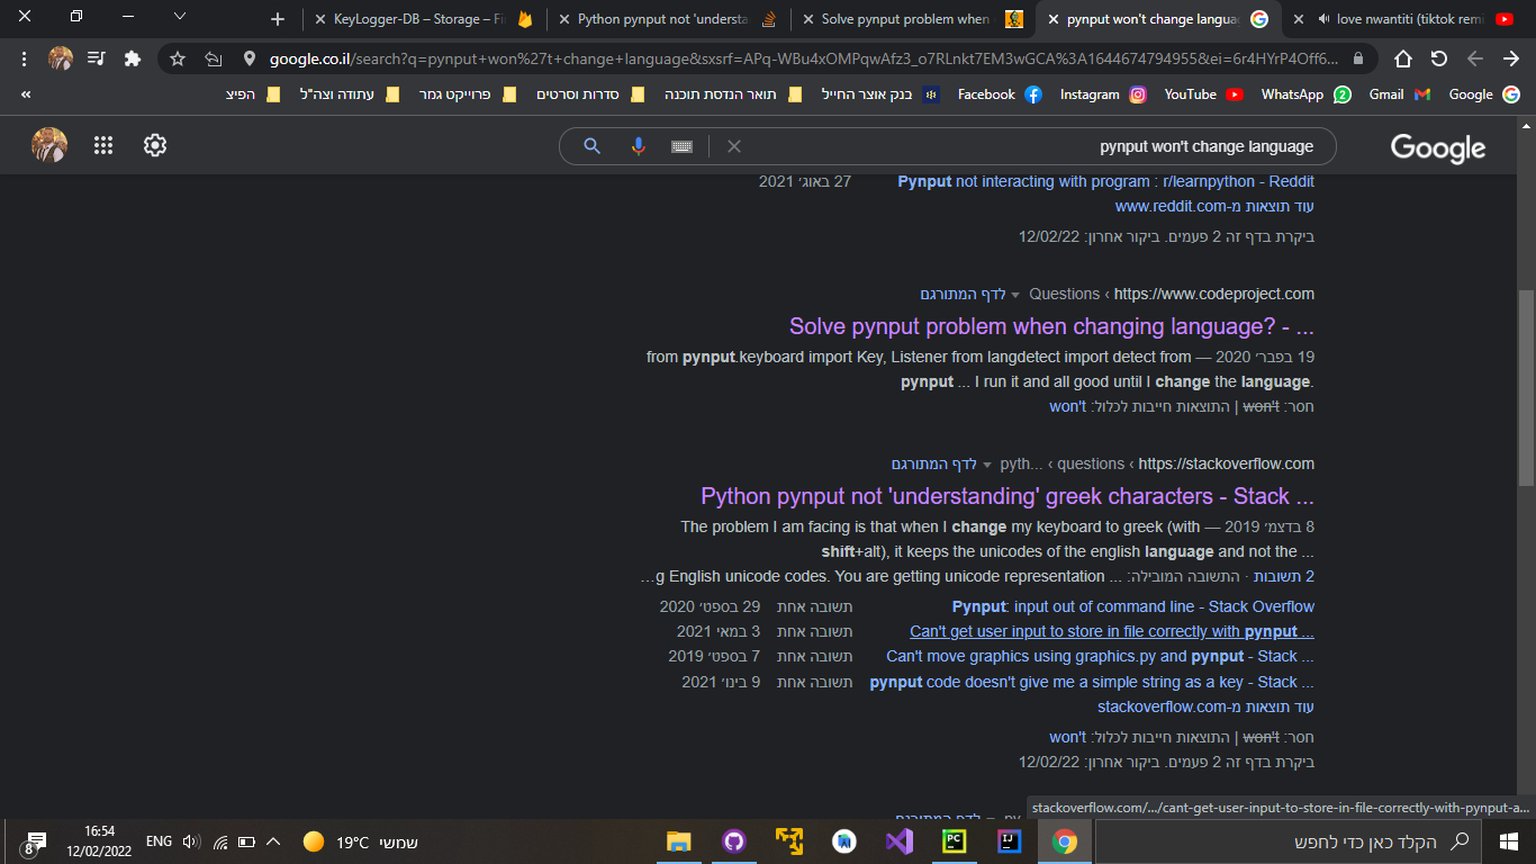 KeyLogger-DB – Storage – Fi
Python pynput not 'understa
Solve pynput problem when
pynput won't change langua
love nwantiti (tiktok rem
google.co.il/search?q=pynput+won%27t+change+language&sxsrf=APq-WBu4xOMPqwAfz3_o7RLnkt7EM3wGCA%3A1644674794955&ei=6r4HYrP4Off6...
« הפיצ עתודה וצה"ל פרוייקט גמר סדרות וסרטים תואר הנדסת תוכנה בנק אוצר החייל Facebook Instagram YouTube WhatsApp Gmail Google
pynput won't change language
Google
Pynput not interacting with program : r/learnpython - Reddit 27 באוג׳ 2021
עוד תוצאות מ-www.reddit.com
ביקרת בדף זה 2 פעמים. ביקור אחרון: 12/02/22
https://www.codeproject.com › Questions לדף המתורגם
Solve pynput problem when changing language? - ...
19 בפבר׳ 2020 — from pynput.keyboard import Key, Listener from langdetect import detect from
pynput ... I run it and all good until I change the language.
חסר: won't | התוצאות חייבות לכלול: won't
https://stackoverflow.com › questions › pyth... לדף המתורגם
Python pynput not 'understanding' greek characters - Stack ...
8 בדצמ׳ 2019 — The problem I am facing is that when I change my keyboard to greek (with
shift+alt), it keeps the unicodes of the english language and not the ...
2 תשובות · התשובה המובילה: ... g English unicode codes. You are getting unicode representation…
Pynput: input out of command line - Stack Overflow תשובה אחת 29 בספט׳ 2020
Can't get user input to store in file correctly with pynput ... תשובה אחת 3 במאי 2021
Can't move graphics using graphics.py and pynput - Stack ... תשובה אחת 7 בספט׳ 2019
pynput code doesn't give me a simple string as a key - Stack ... תשובה אחת 9 בינו׳ 2021
עוד תוצאות מ-stackoverflow.com
חסר: won't | התוצאות חייבות לכלול: won't
ביקרת בדף זה 2 פעמים. ביקור אחרון: 12/02/22
stackoverflow.com/.../cant-get-user-input-to-store-in-file-correctly-with-pynput-a...
הקלד כאן כדי לחפש
PC
IJ
שמשי 19°C
ENG
16:54
12/02/2022
8